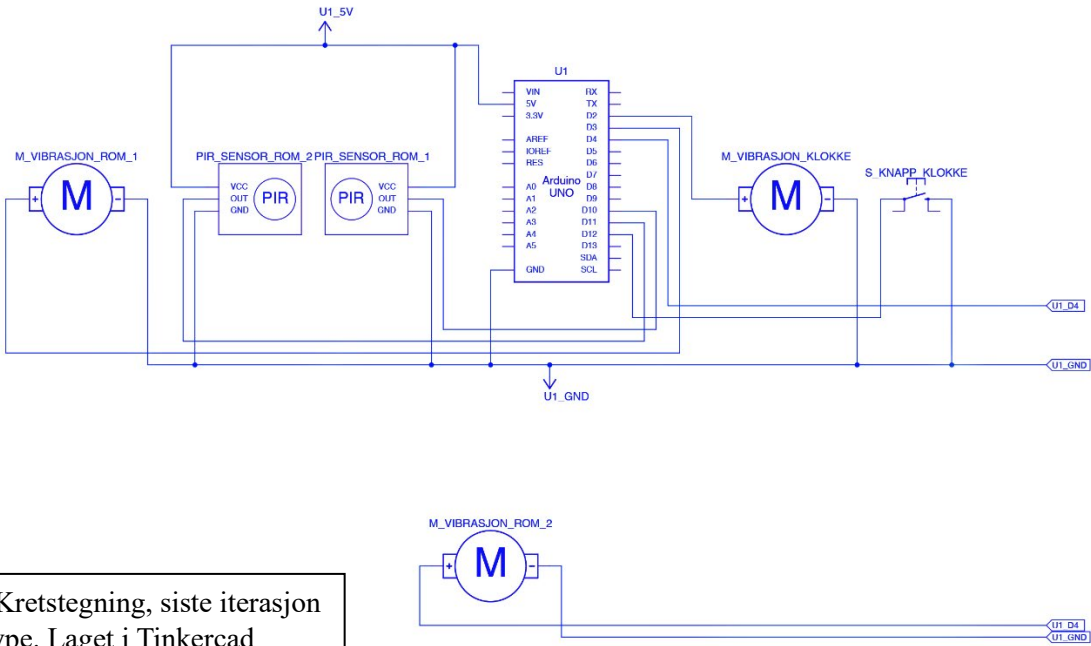 U1_5V
U1
VIN RX
5V TX
3.3V D2
D3
AREF D4
IOREF D5
RES D6
D7
A0 Arduino D8
A1 UNO D9
A2 D10
A3 D11
A4 D12
A5 D13
SDA
GND SCL
M_VIBRASJON_ROM_1
M
+ -
PIR_SENSOR_ROM_2
VCC
OUT PIR
GND
PIR_SENSOR_ROM_1
VCC
PIR OUT
GND
M_VIBRASJON_KLOKKE
M
+ -
S_KNAPP_KLOKKE
U1_D4
U1_GND
U1_GND
M_VIBRASJON_ROM_2
M
+ -
U1_D4
U1_GND
Kretstegning, siste iterasjon
Laget i Tinkercad